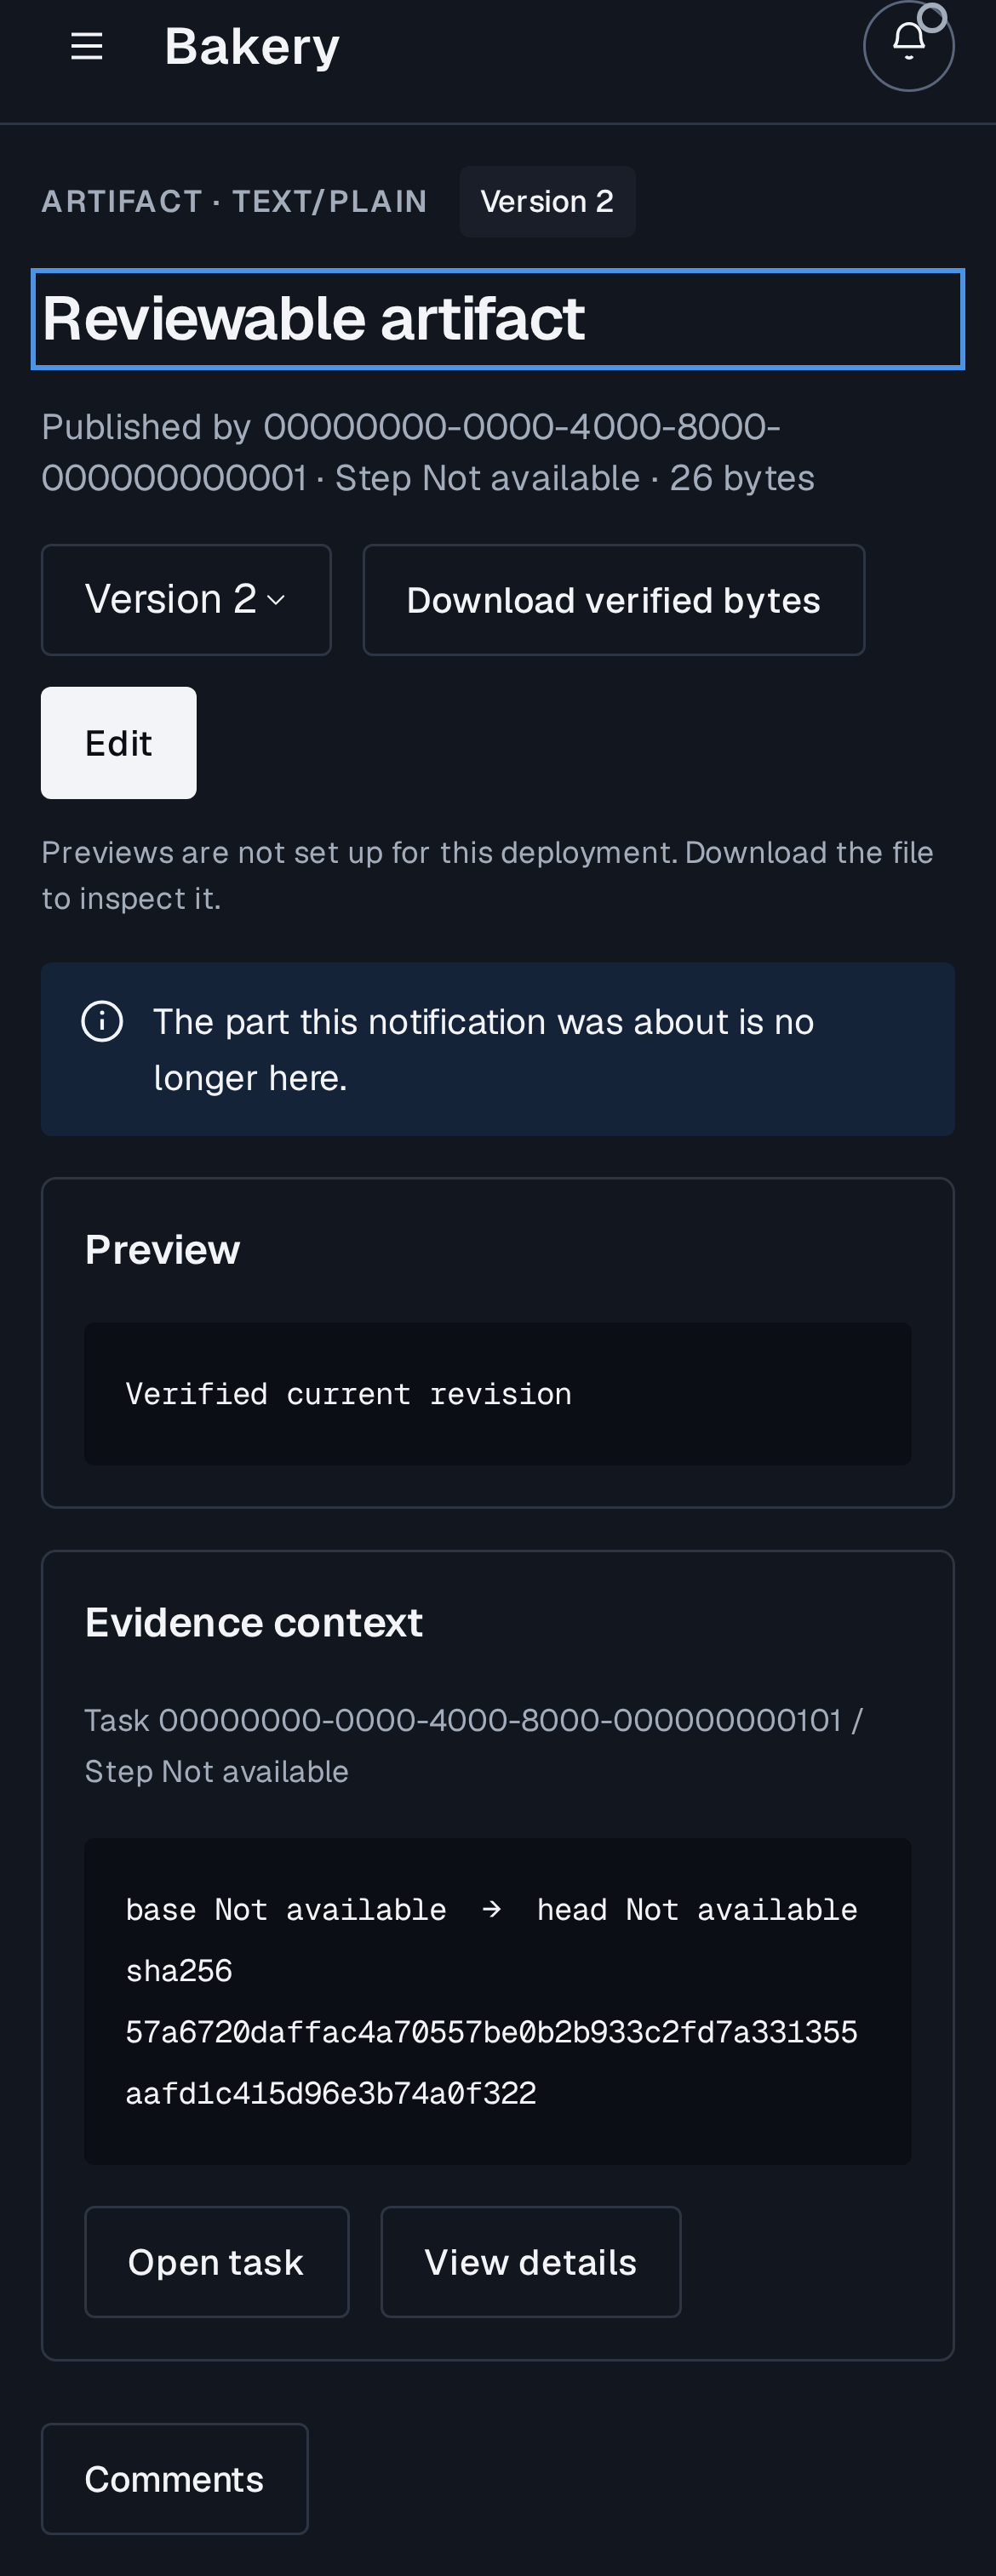 Bakery
ARTIFACT · TEXT/PLAIN Version 2
Reviewable artifact
Published by 00000000-0000-4000-8000-
000000000001 · Step Not available · 26 bytes
Version 2 Download verified bytes
Edit
Previews are not set up for this deployment. Download the file
to inspect it.
The part this notification was about is no
longer here.
Preview
Verified current revision
Evidence context
Task 00000000-0000-4000-8000-000000000101 /
Step Not available
base Not available → head Not available
sha256
57a6720daffac4a70557be0b2b933c2fd7a331355
aafd1c415d96e3b74a0f322
Open task View details
Comments